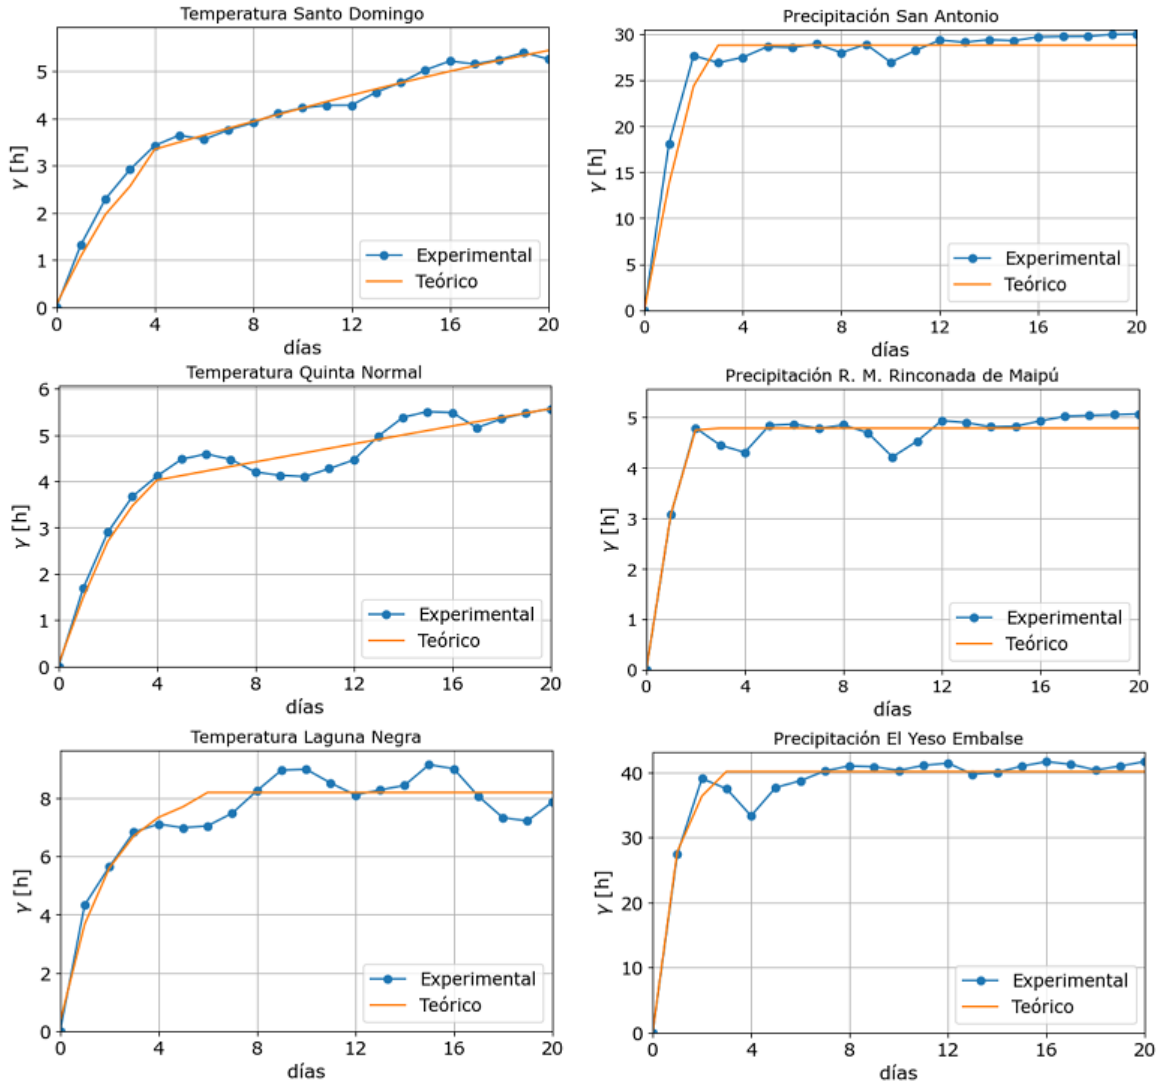 Temperatura Santo Domingo
γ [h]
5
4
3
2
1
0
0 4 8 12 16 20
días
Experimental
Teórico
Precipitación San Antonio
γ [h]
30
25
20
15
10
5
0
0 4 8 12 16 20
días
Experimental
Teórico
Temperatura Quinta Normal
γ [h]
6
5
4
3
2
1
0
0 4 8 12 16 20
días
Experimental
Teórico
Precipitación R. M. Rinconada de Maipú
γ [h]
5
4
3
2
1
0
0 4 8 12 16 20
días
Experimental
Teórico
Temperatura Laguna Negra
γ [h]
8
6
4
2
0
0 4 8 12 16 20
días
Experimental
Teórico
Precipitación El Yeso Embalse
γ [h]
40
30
20
10
0
0 4 8 12 16 20
días
Experimental
Teórico